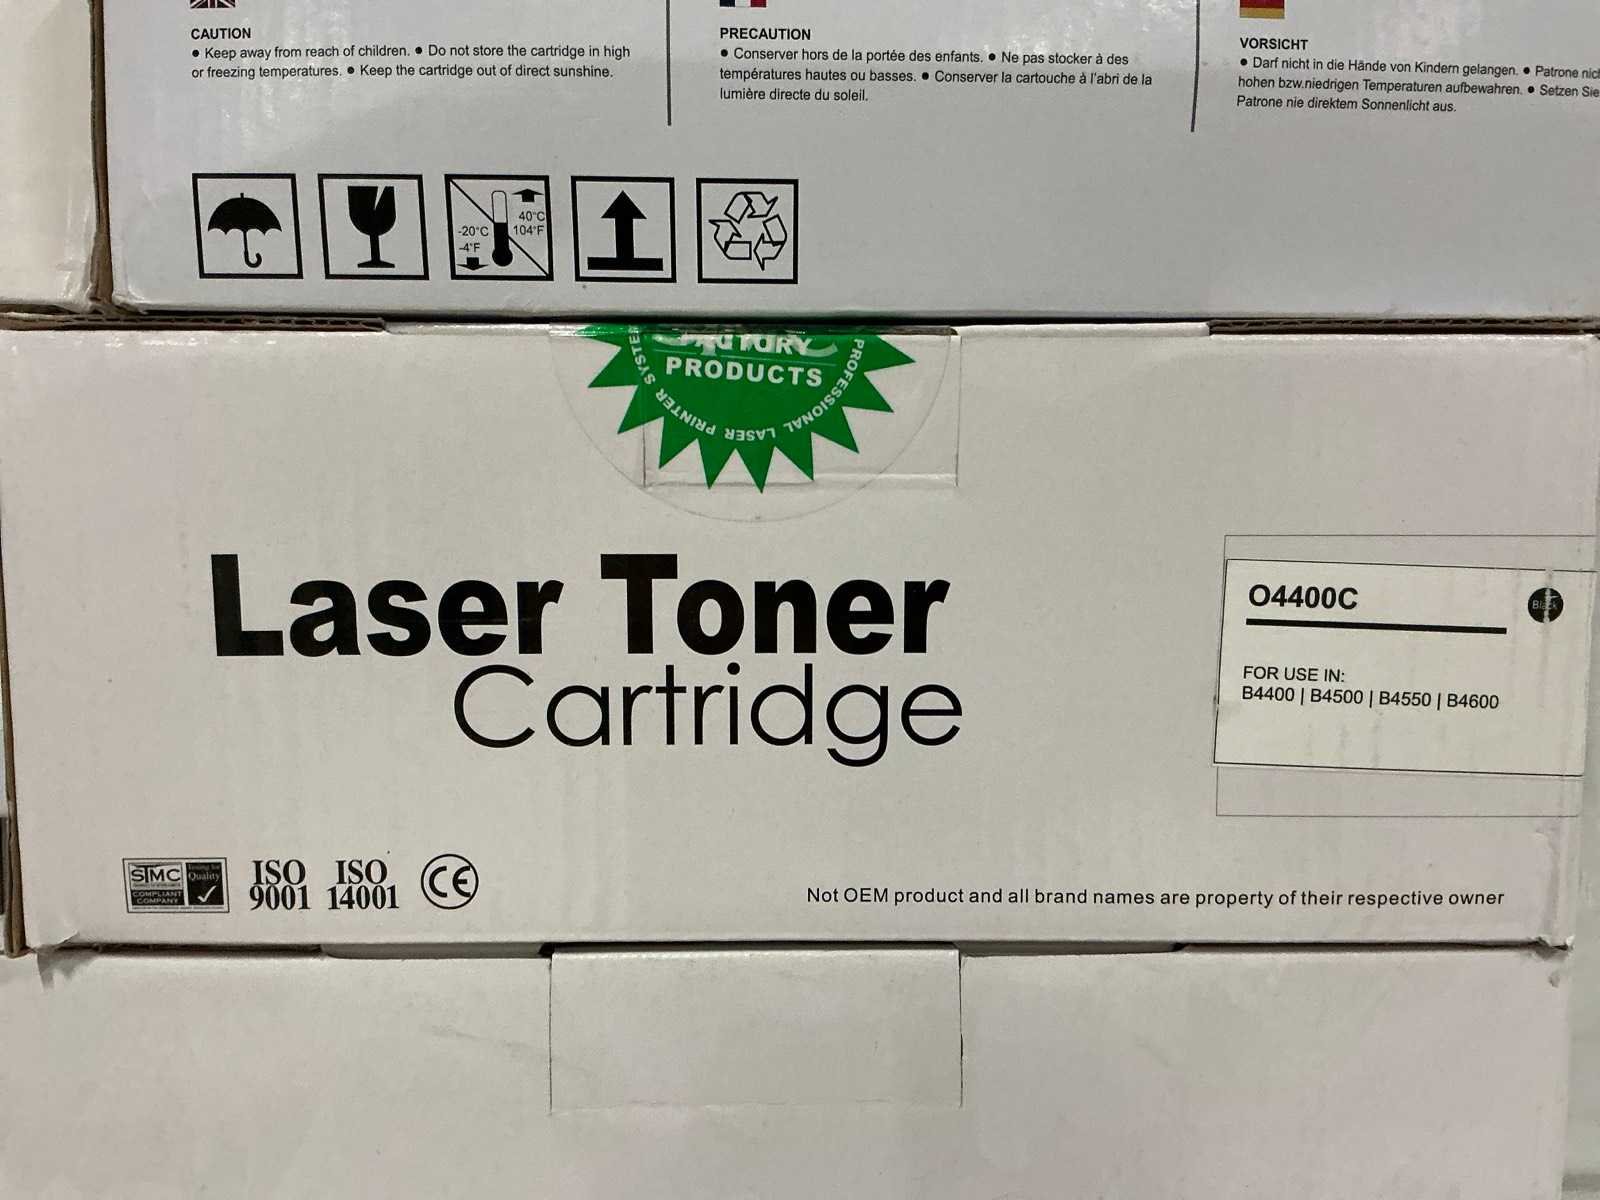 CAUTION
• Keep away from reach of children. • Do not store the cartridge in high
or freezing temperatures. • Keep the cartridge out of direct sunshine.
PRECAUTION
• Conserver hors de la portée des enfants. • Ne pas stocker à des
températures hautes ou basses. • Conserver la cartouche à l'abri de la
lumière directe du soleil.
VORSICHT
• Darf nicht in die Hände von Kindern gelangen. • Patrone
hohen bzw.niedrigen Temperaturen aufbewahren. • Setzen Sie
Patrone nie direktem Sonnenlicht aus.
40°C
104°F
-20°C
-4°F
PRODUCTS
PROFESSIONAL LASER PRINTER
Laser Toner
Cartridge
O4400C
Black
FOR USE IN:
B4400 | B4500 | B4550 | B4600
STMC
COMPLIANT
COMPANY
Testing for
Quality
ISO
9001
ISO
14001
CE
Not OEM product and all brand names are property of their respective owner